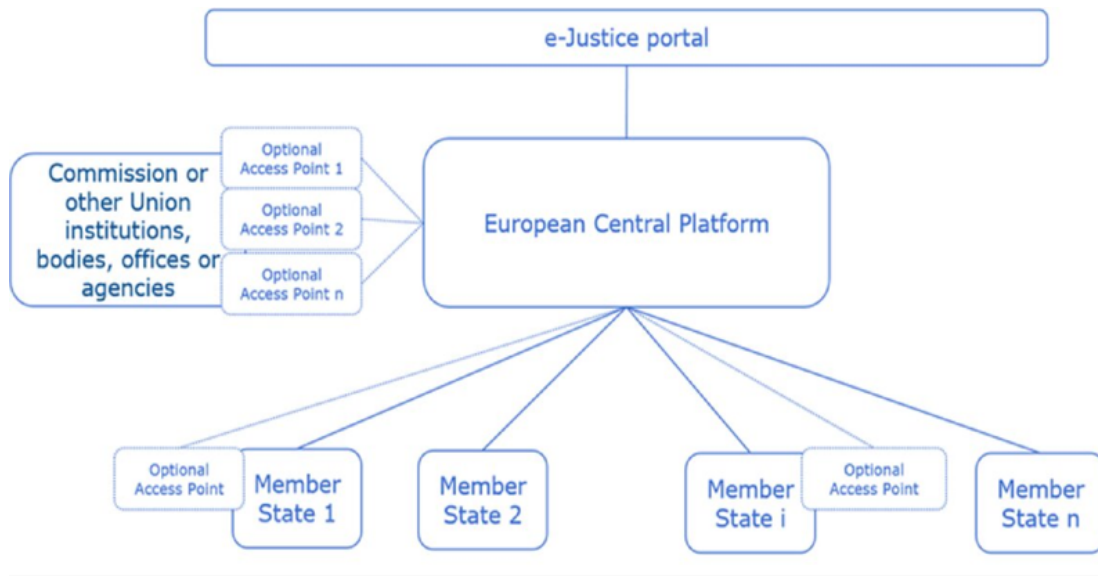 e-Justice portal
Optional
Access Point 1
Commission or
other Union
institutions,
bodies, offices or
agencies
Optional
Access Point 2
Optional
Access Point n
European Central Platform
Optional
Access Point
Member
State 1
Member
State 2
Member
State i
Optional
Access Point
Member
State n